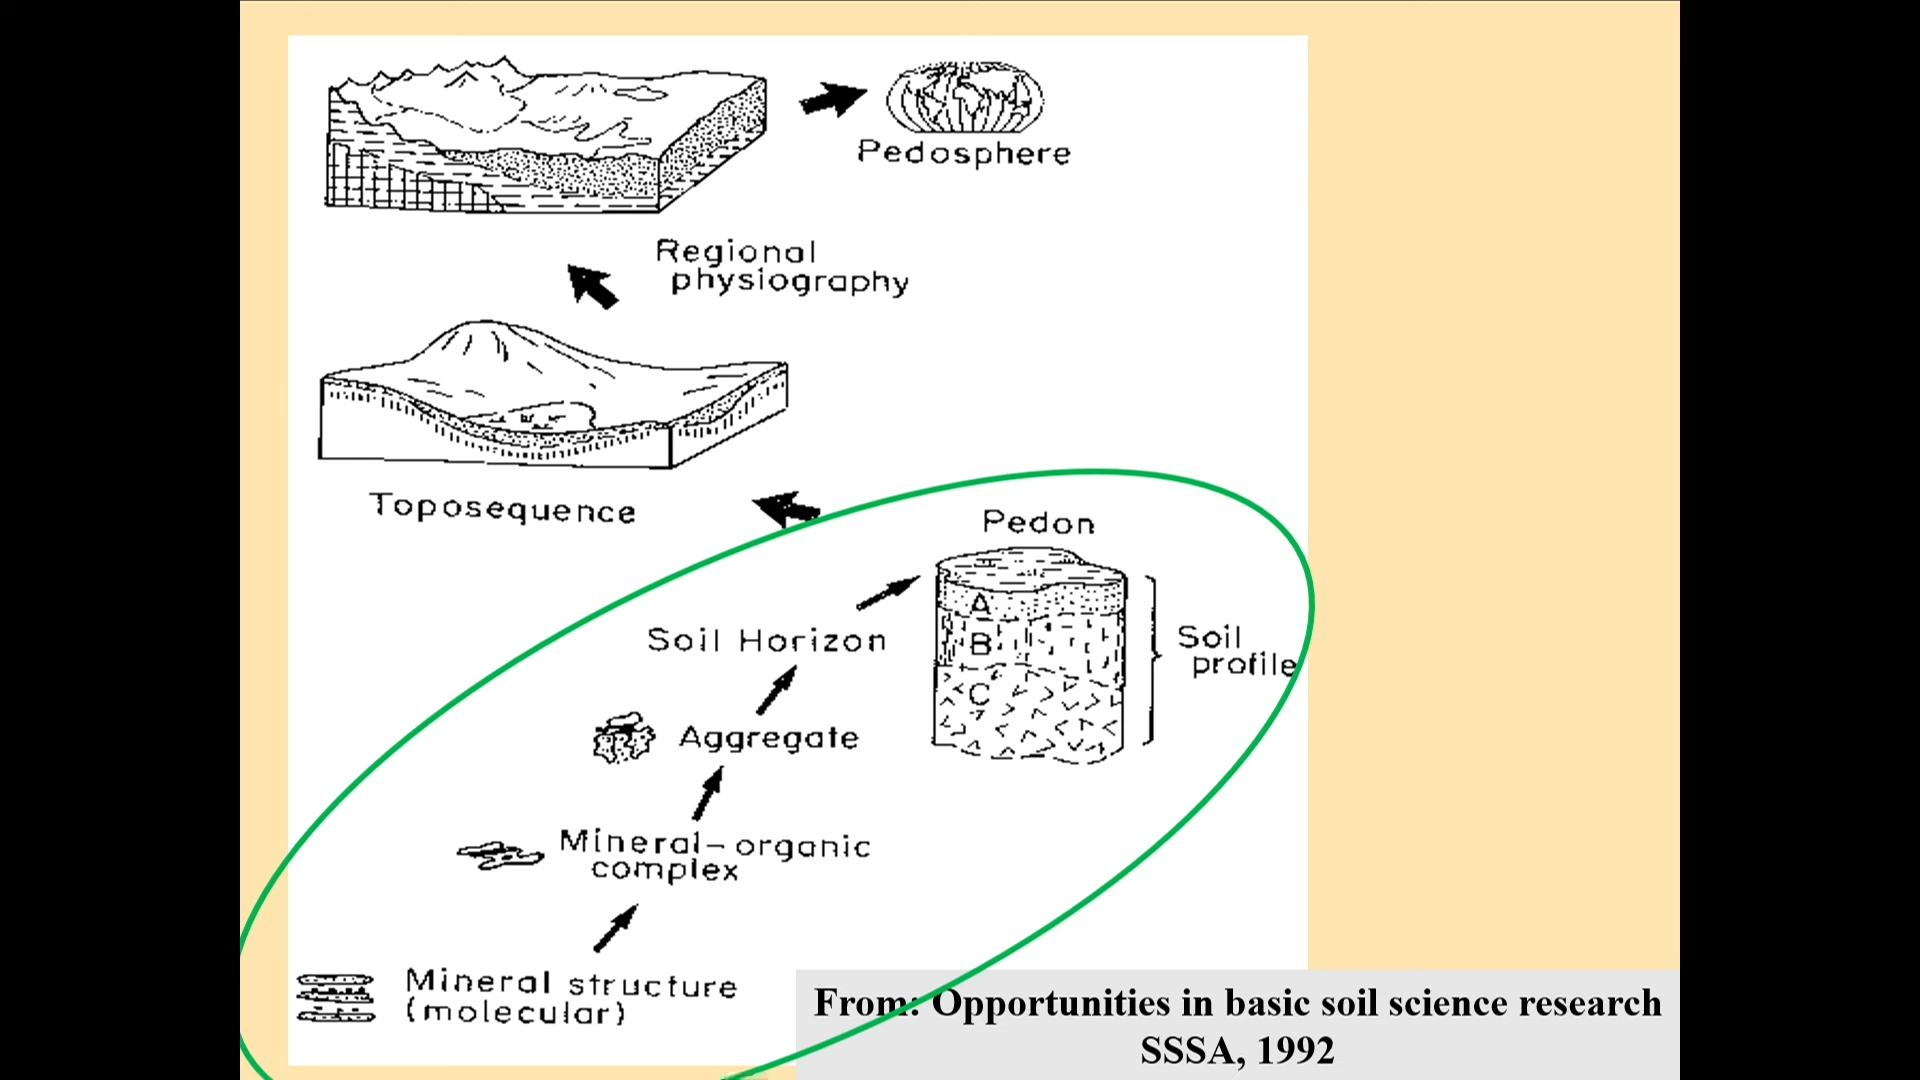 Pedosphere
Regional
physiography
Toposequence
Pedon
A
B
C
Soil
profile
Soil Horizon
Aggregate
Mineral-organic
complex
Mineral structure
(molecular)
From: Opportunities in basic soil science research
SSSA, 1992